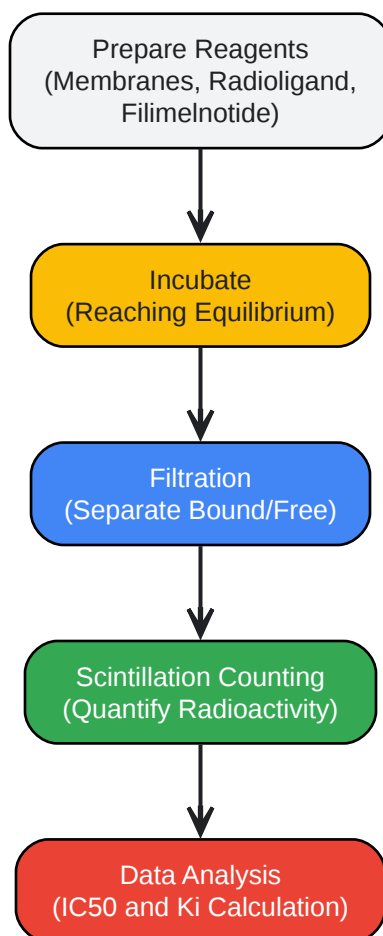 Prepare Reagents
(Membranes, Radioligand,
Filimelnotide)
Incubate
(Reaching Equilibrium)
Filtration
(Separate Bound/Free)
Scintillation Counting
(Quantify Radioactivity)
Data Analysis
(IC50 and Ki Calculation)